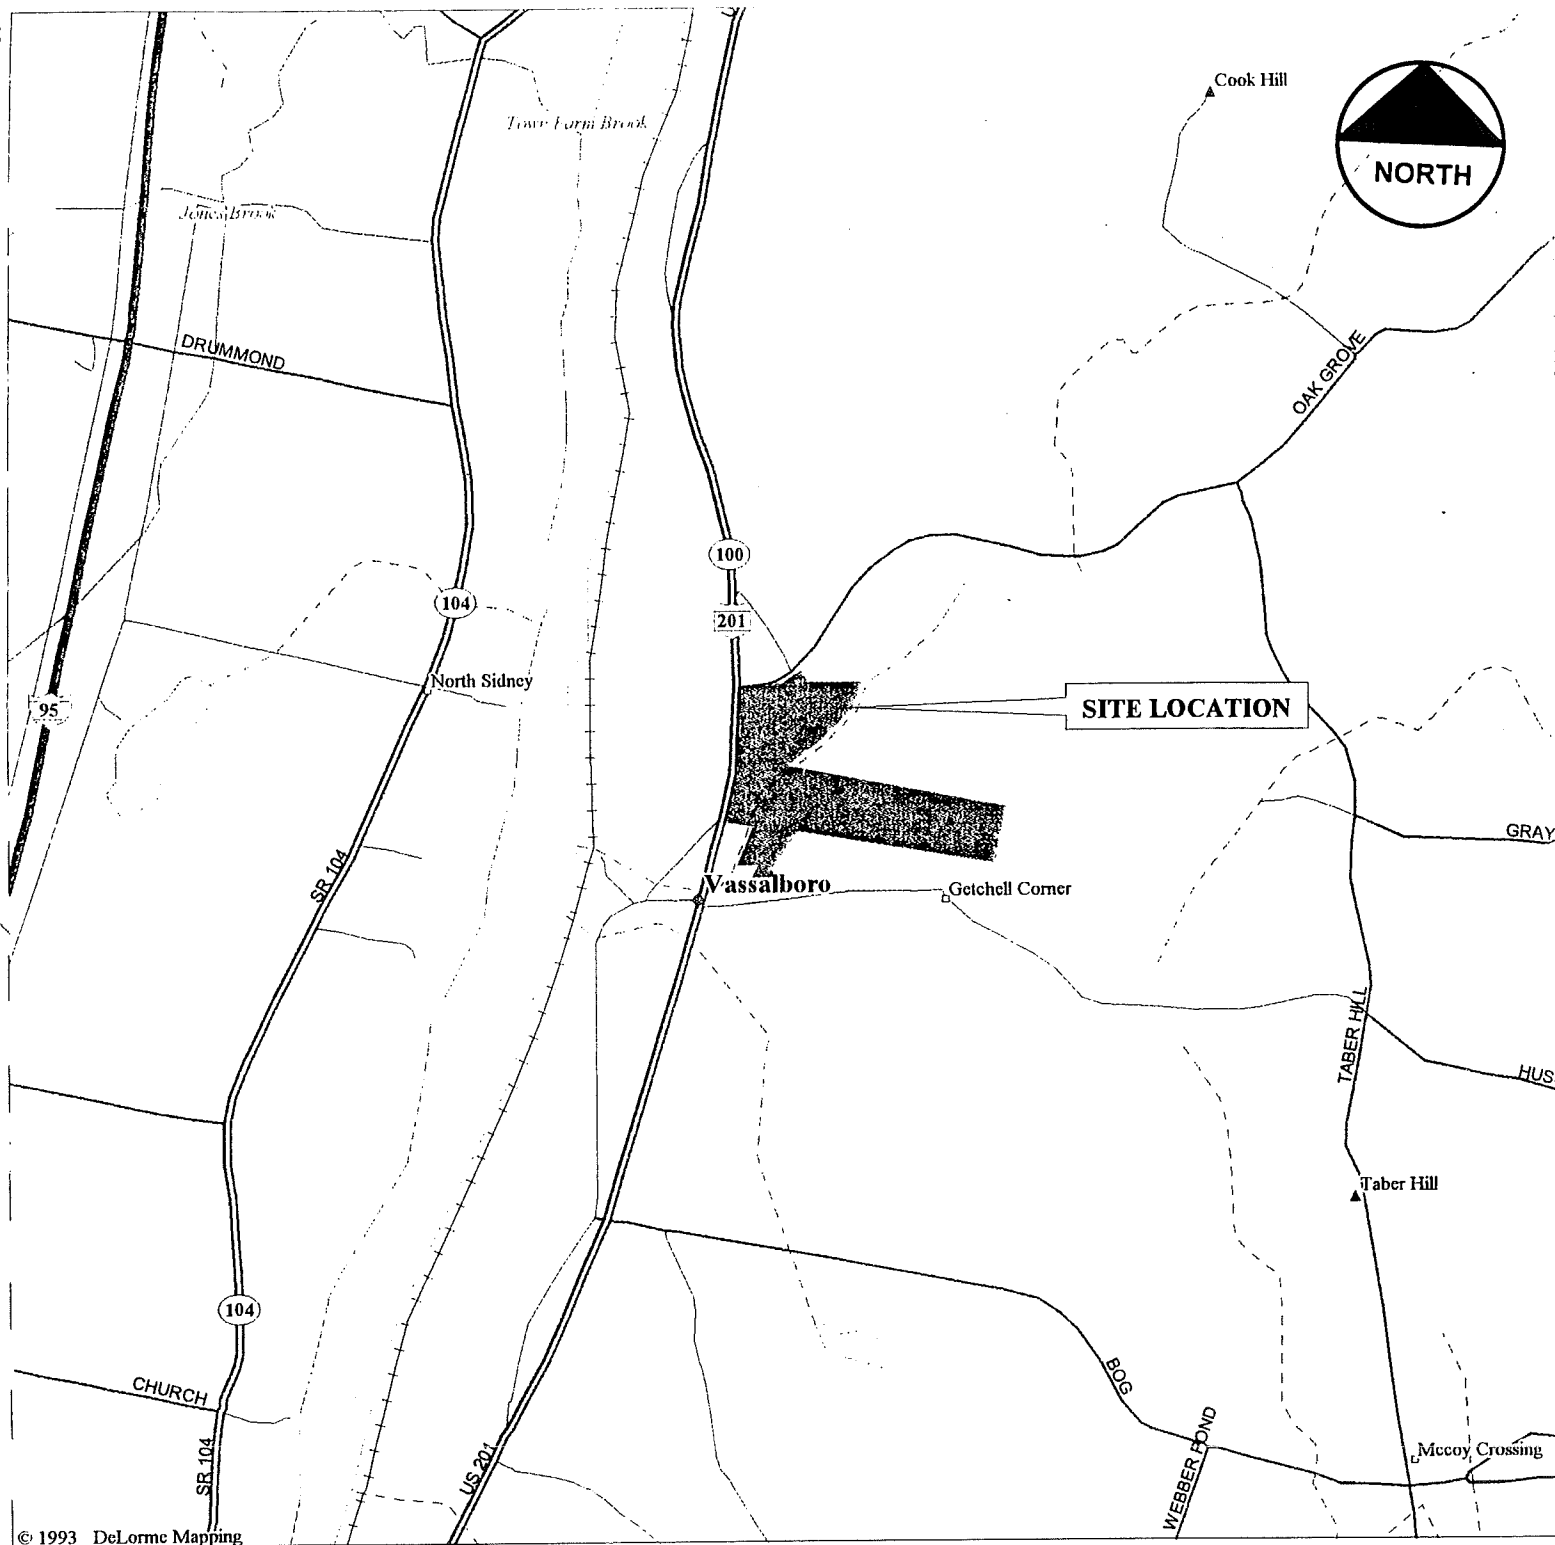 Cook Hill
Town Farm Brook
NORTH
Jones Brook
DRUMMOND
OAK GROVE
100
104
201
North Sidney
95
SITE LOCATION
GRAY
SR 104
Vassalboro
Getchell Corner
TABER HILL
HUS
Taber Hill
104
BOG
CHURCH
WEBBER POND
Mccoy Crossing
SR 104
US 201
© 1993 DeLorme Mapping